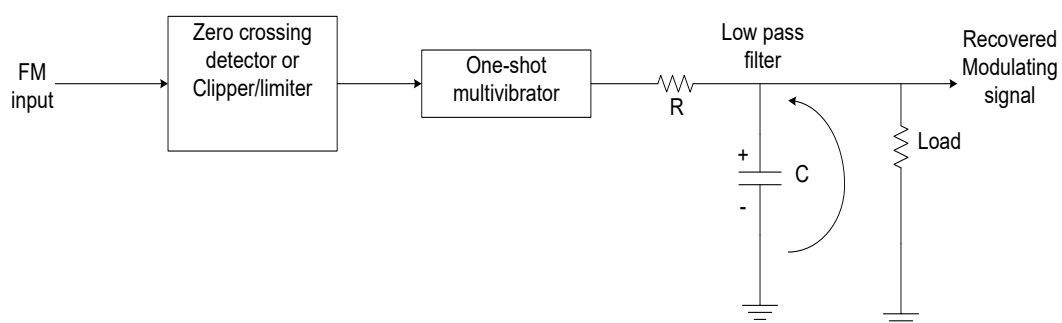 FM
input
Zero crossing
detector or
Clipper/limiter
One-shot
multivibrator
R
Low pass
filter
+
C
-
Load
Recovered
Modulating
signal